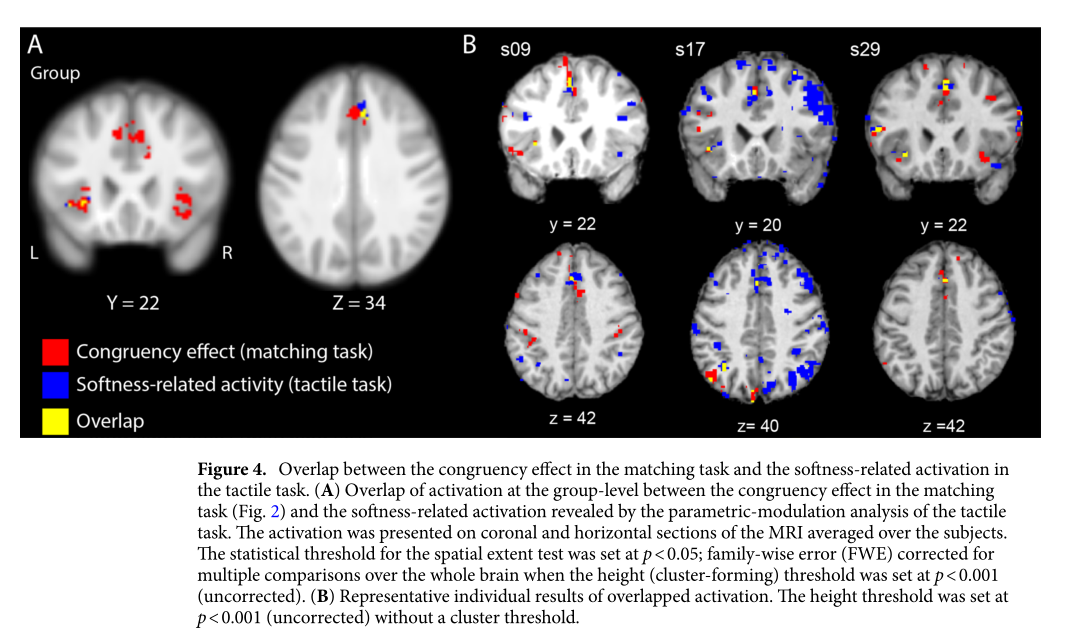 A
Group
L
R
Y = 22
Z = 34
Congruency effect (matching task)
Softness-related activity (tactile task)
Overlap
B
s09
s17
s29
y = 22
y = 20
y = 22
z = 42
z= 40
z =42
Figure 4. Overlap between the congruency effect in the matching task and the softness-related activation in
the tactile task. (A) Overlap of activation at the group-level between the congruency effect in the matching
task (Fig. 2) and the softness-related activation revealed by the parametric-modulation analysis of the tactile
task. The activation was presented on coronal and horizontal sections of the MRI averaged over the subjects.
The statistical threshold for the spatial extent test was set at p < 0.05; family-wise error (FWE) corrected for
multiple comparisons over the whole brain when the height (cluster-forming) threshold was set at p < 0.001
(uncorrected). (B) Representative individual results of overlapped activation. The height threshold was set at
p < 0.001 (uncorrected) without a cluster threshold.